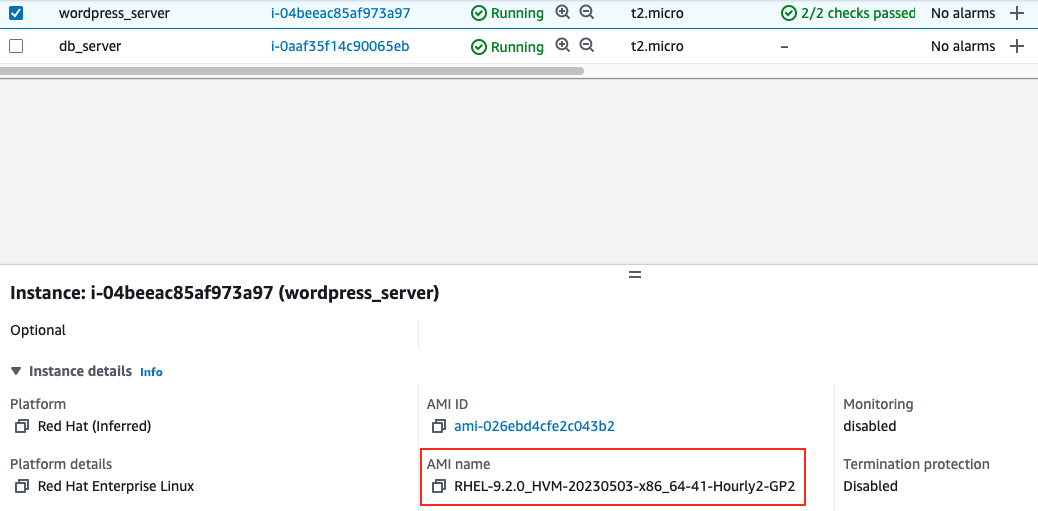 wordpress_server i-04beeac85af973a97 Running t2.micro 2/2 checks passed No alarms
db_server i-0aaf35f14c90065eb Running t2.micro – No alarms
Instance: i-04beeac85af973a97 (wordpress_server)
Optional
Instance details Info
Platform AMI ID Monitoring
Red Hat (Inferred) ami-026ebd4cfe2c043b2 disabled
Platform details AMI name Termination protection
Red Hat Enterprise Linux RHEL-9.2.0_HVM-20230503-x86_64-41-Hourly2-GP2 Disabled